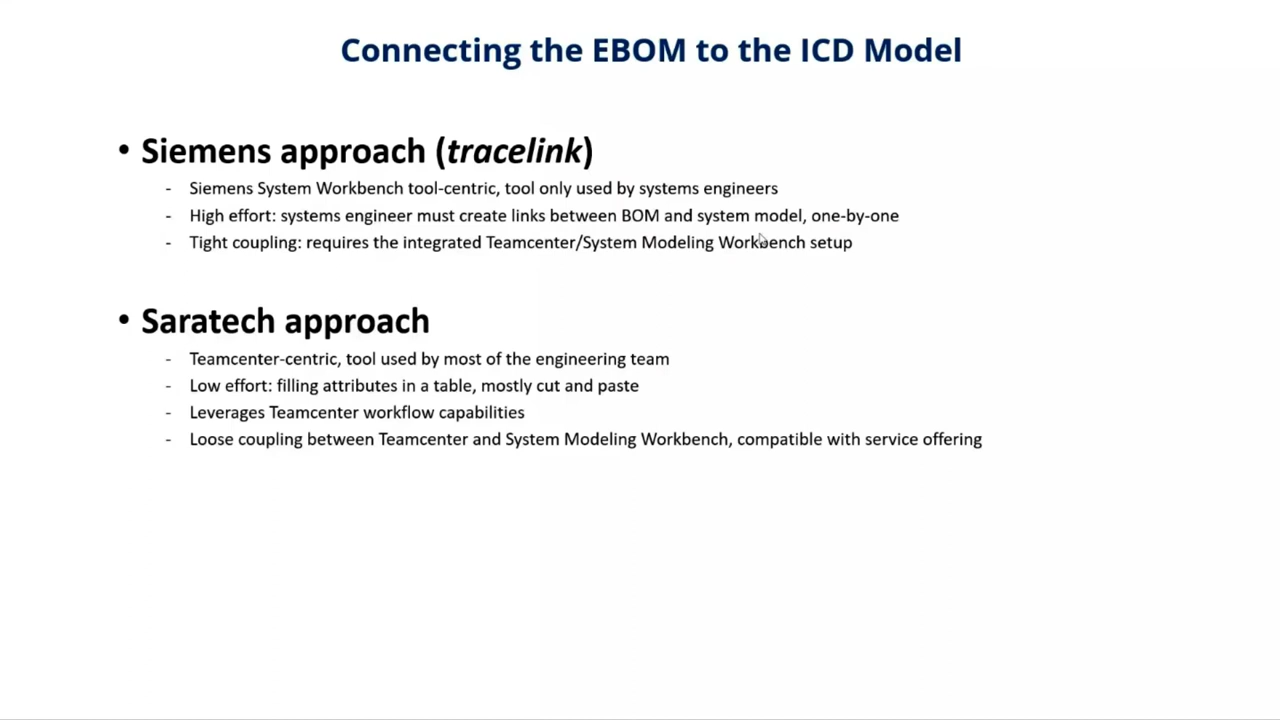 Connecting the EBOM to the ICD Model
• Siemens approach (tracelink)
- Siemens System Workbench tool-centric, tool only used by systems engineers
- High effort: systems engineer must create links between BOM and system model, one-by-one
- Tight coupling: requires the integrated Teamcenter/System Modeling Workbench setup
• Saratech approach
- Teamcenter-centric, tool used by most of the engineering team
- Low effort: filling attributes in a table, mostly cut and paste
- Leverages Teamcenter workflow capabilities
- Loose coupling between Teamcenter and System Modeling Workbench, compatible with service offering